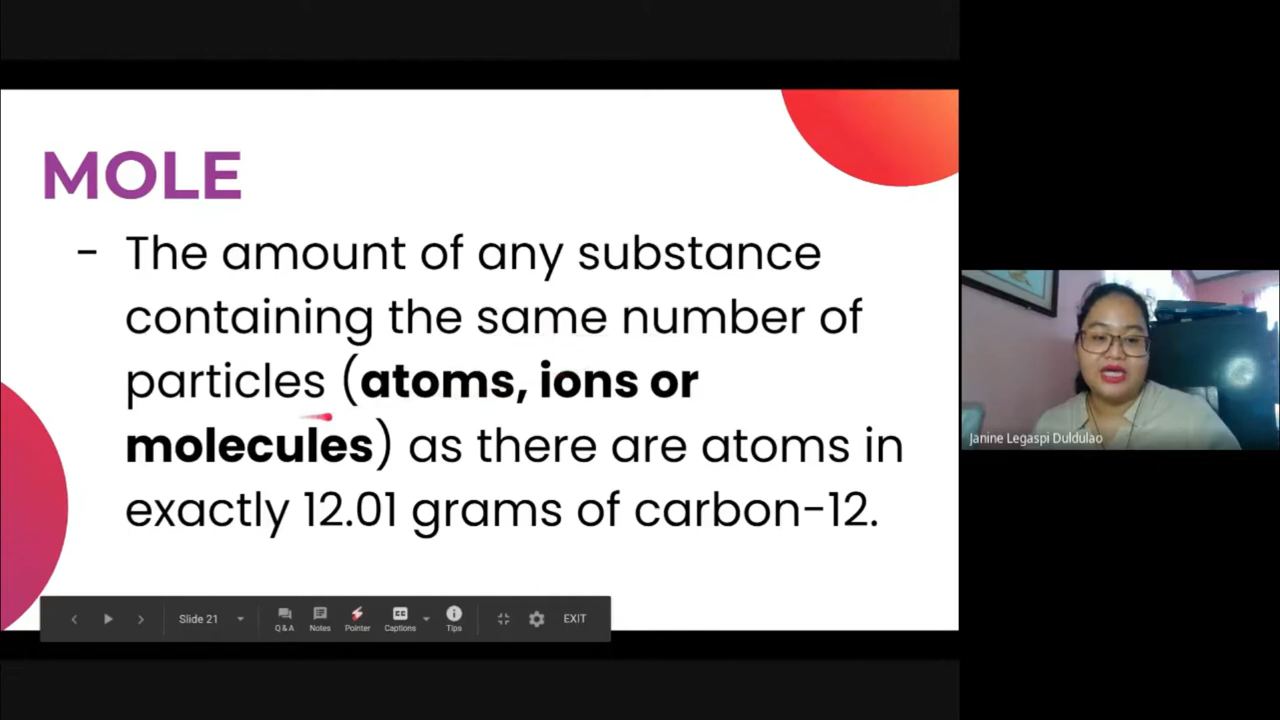 MOLE
- The amount of any substance
containing the same number of
particles (atoms, ions or
molecules) as there are atoms in
exactly 12.01 grams of carbon-12.
Janine Legaspi Duldulao
Slide 21
Q & A
Notes
Pointer
Captions
Tips
EXIT